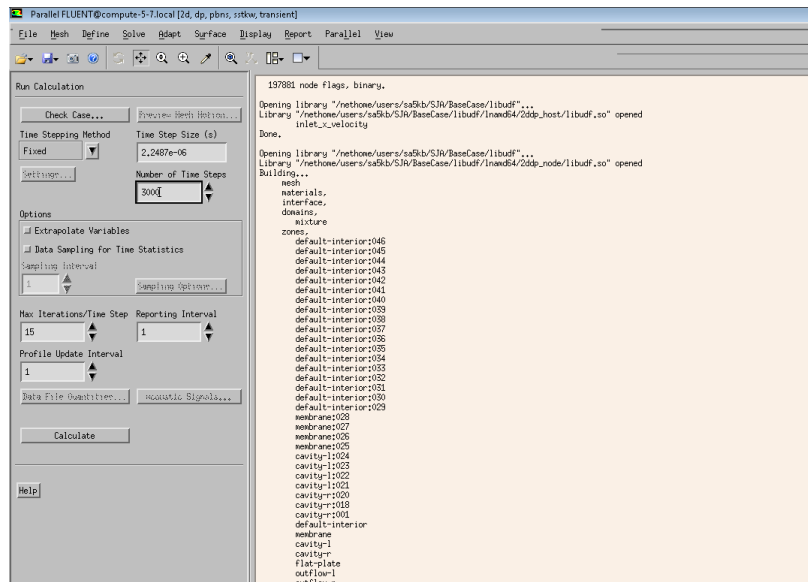 Parallel FLUENT@compute-5-7.local [2d, dp, pbns, sstkw, transient]
File Mesh Define Solve Adapt Surface Display Report Parallel View
Run Calculation
Check Case... Preview Mesh Motion...
Time Stepping Method Time Step Size (s)
Fixed 2.2487e-06
Settings... Number of Time Steps
3000
Options
Extrapolate Variables
Data Sampling for Time Statistics
Sampling Interval
1 Sampling Options...
Max Iterations/Time Step Reporting Interval
15 1
Profile Update Interval
1
Data File Quantities... Acoustic Signals...
Calculate
Help
197881 node flags, binary.
Opening library "/nethome/users/sa5kb/SJA/BaseCase/libudf"...
Library "/nethome/users/sa5kb/SJA/BaseCase/libudf/lnamd64/2ddp_host/libudf.so" opened
inlet_x_velocity
Done.
Opening library "/nethome/users/sa5kb/SJA/BaseCase/libudf"...
Library "/nethome/users/sa5kb/SJA/BaseCase/libudf/lnamd64/2ddp_node/libudf.so" opened
Building...
mesh
materials,
interface,
domains,
mixture
zones,
default-interior:046
default-interior:045
default-interior:044
default-interior:043
default-interior:042
default-interior:041
default-interior:040
default-interior:039
default-interior:038
default-interior:037
default-interior:036
default-interior:035
default-interior:034
default-interior:033
default-interior:032
default-interior:031
default-interior:030
default-interior:029
membrane:028
membrane:027
membrane:026
membrane:025
cavity-l:024
cavity-l:023
cavity-l:022
cavity-l:021
cavity-r:020
cavity-r:018
cavity-r:001
default-interior
membrane
cavity-l
cavity-r
flat-plate
outflow-l